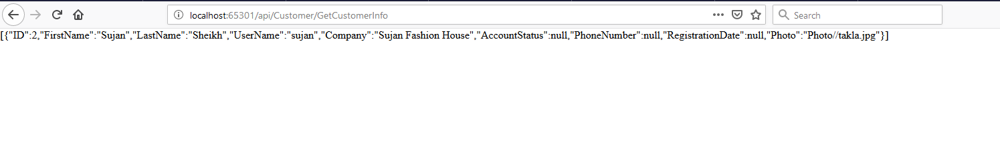 localhost:65301/api/Customer/GetCustomerInfo
Search
[{"ID":2,"FirstName":"Sujan","LastName":"Sheikh","UserName":"sujan","Company":"Sujan Fashion House","AccountStatus":null,"PhoneNumber":null,"RegistrationDate":null,"Photo":"Photo//takla.jpg"}]